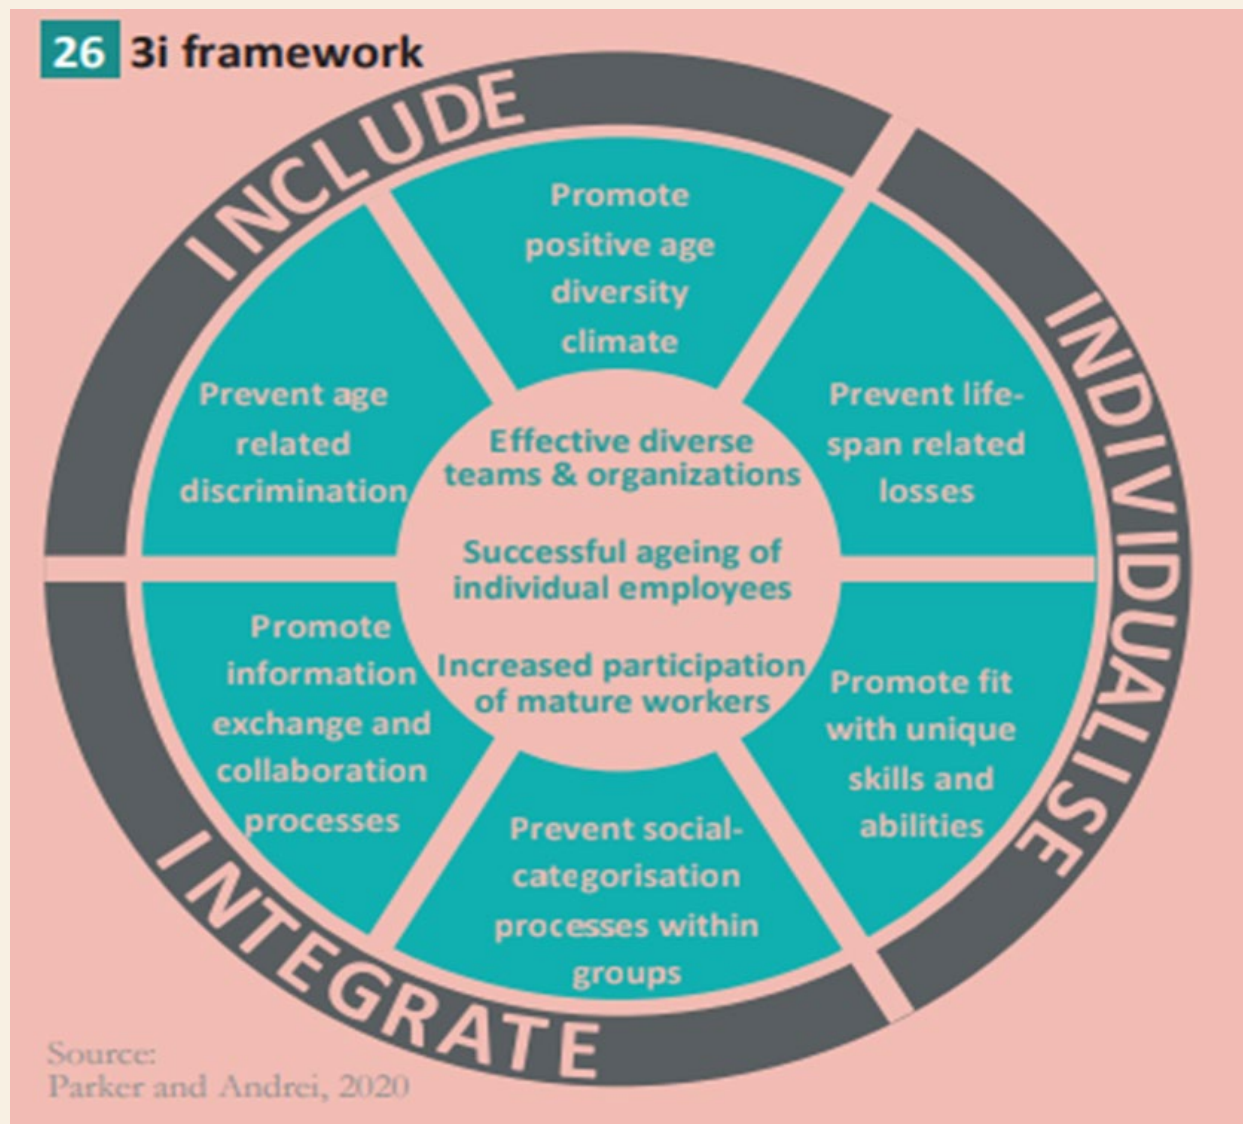 26 3i framework
INCLUDE
Promote
positive age
diversity
climate
INDIVIDUALISE
Prevent age
related
discrimination
Prevent life-
span related
losses
Effective diverse
teams & organizations
Successful ageing of
individual employees
Increased participation
of mature workers
Promote
information
exchange and
collaboration
processes
Promote fit
with unique
skills and
abilities
Prevent social-
categorisation
processes within
groups
INTEGRATE
Source:
Parker and Andrei, 2020